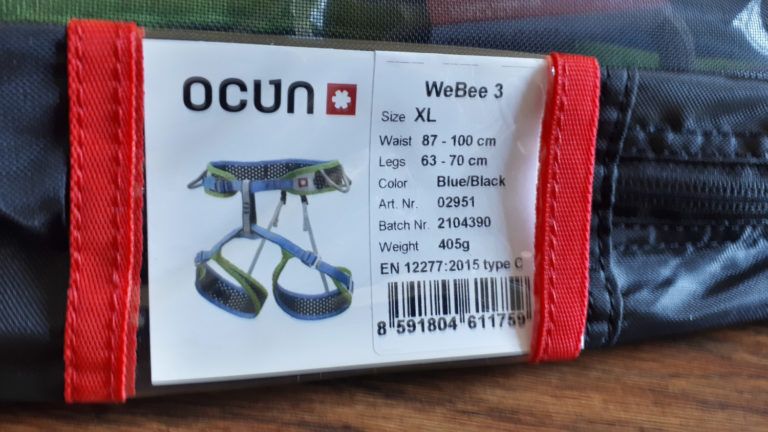 OCÚN
WeBee 3
Size XL
Waist 87 - 100 cm
Legs 63 - 70 cm
Color Blue/Black
Art. Nr. 02951
Batch Nr. 2104390
Weight 405g
EN 12277:2015 type C
8 591804 611759